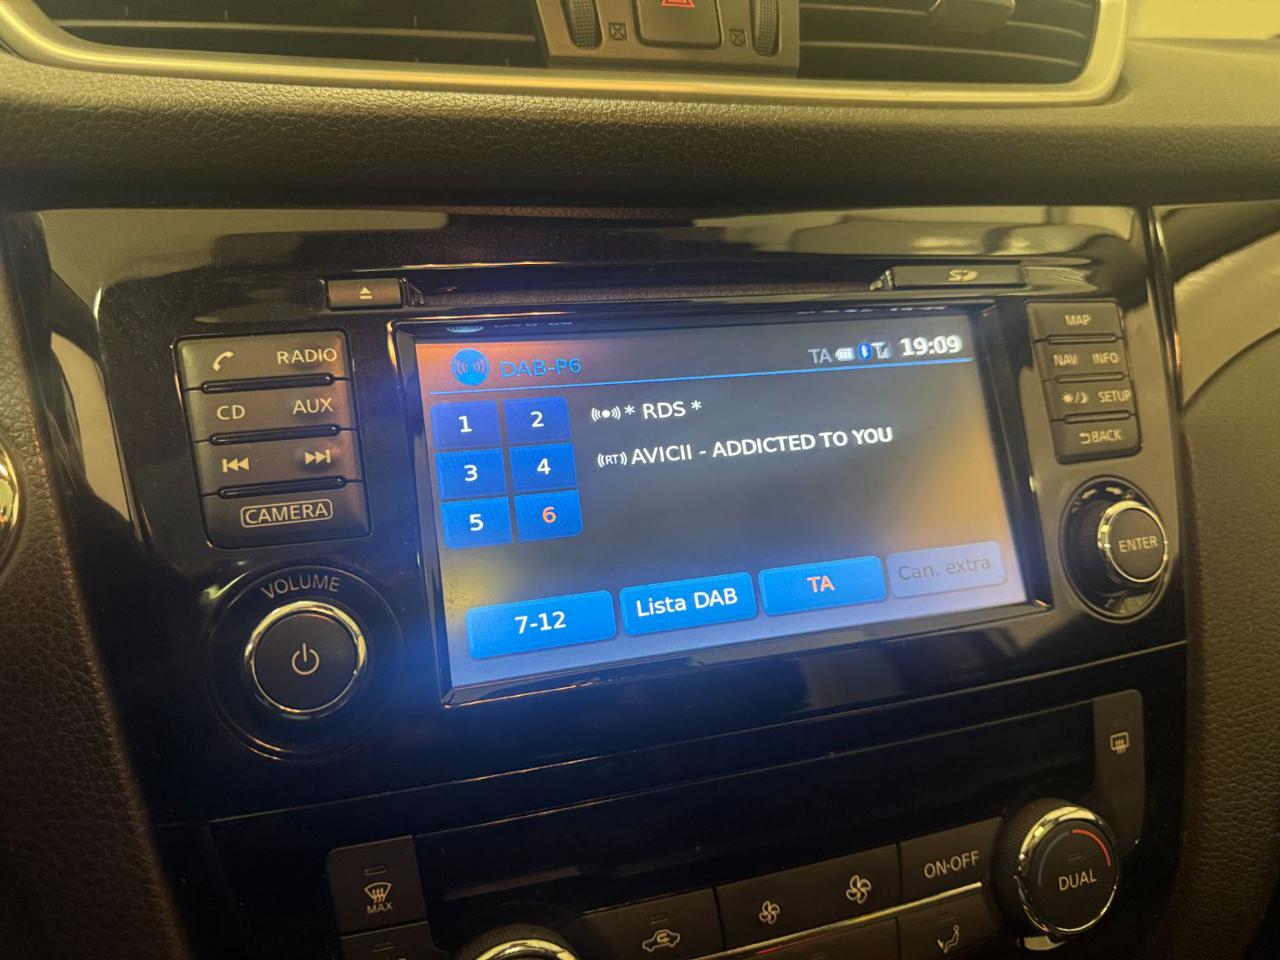 SD
RADIO
CD AUX
CAMERA
VOLUME
DAB-P6
TA 19:09
1 2
3 4
5 6
* RDS *
(RT) AVICII - ADDICTED TO YOU
7-12
Lista DAB
TA
Can. extra
MAP
NAV INFO
SETUP
BACK
ENTER
MAX
ON·OFF
DUAL